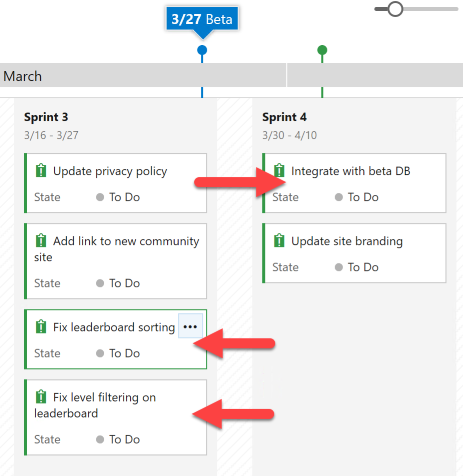 3/27 Beta
March
Sprint 3
3/16 - 3/27
Update privacy policy
State To Do
Add link to new community
site
State To Do
Fix leaderboard sorting •••
State To Do
Fix level filtering on
leaderboard
State To Do
Sprint 4
3/30 - 4/10
Integrate with beta DB
State To Do
Update site branding
State To Do